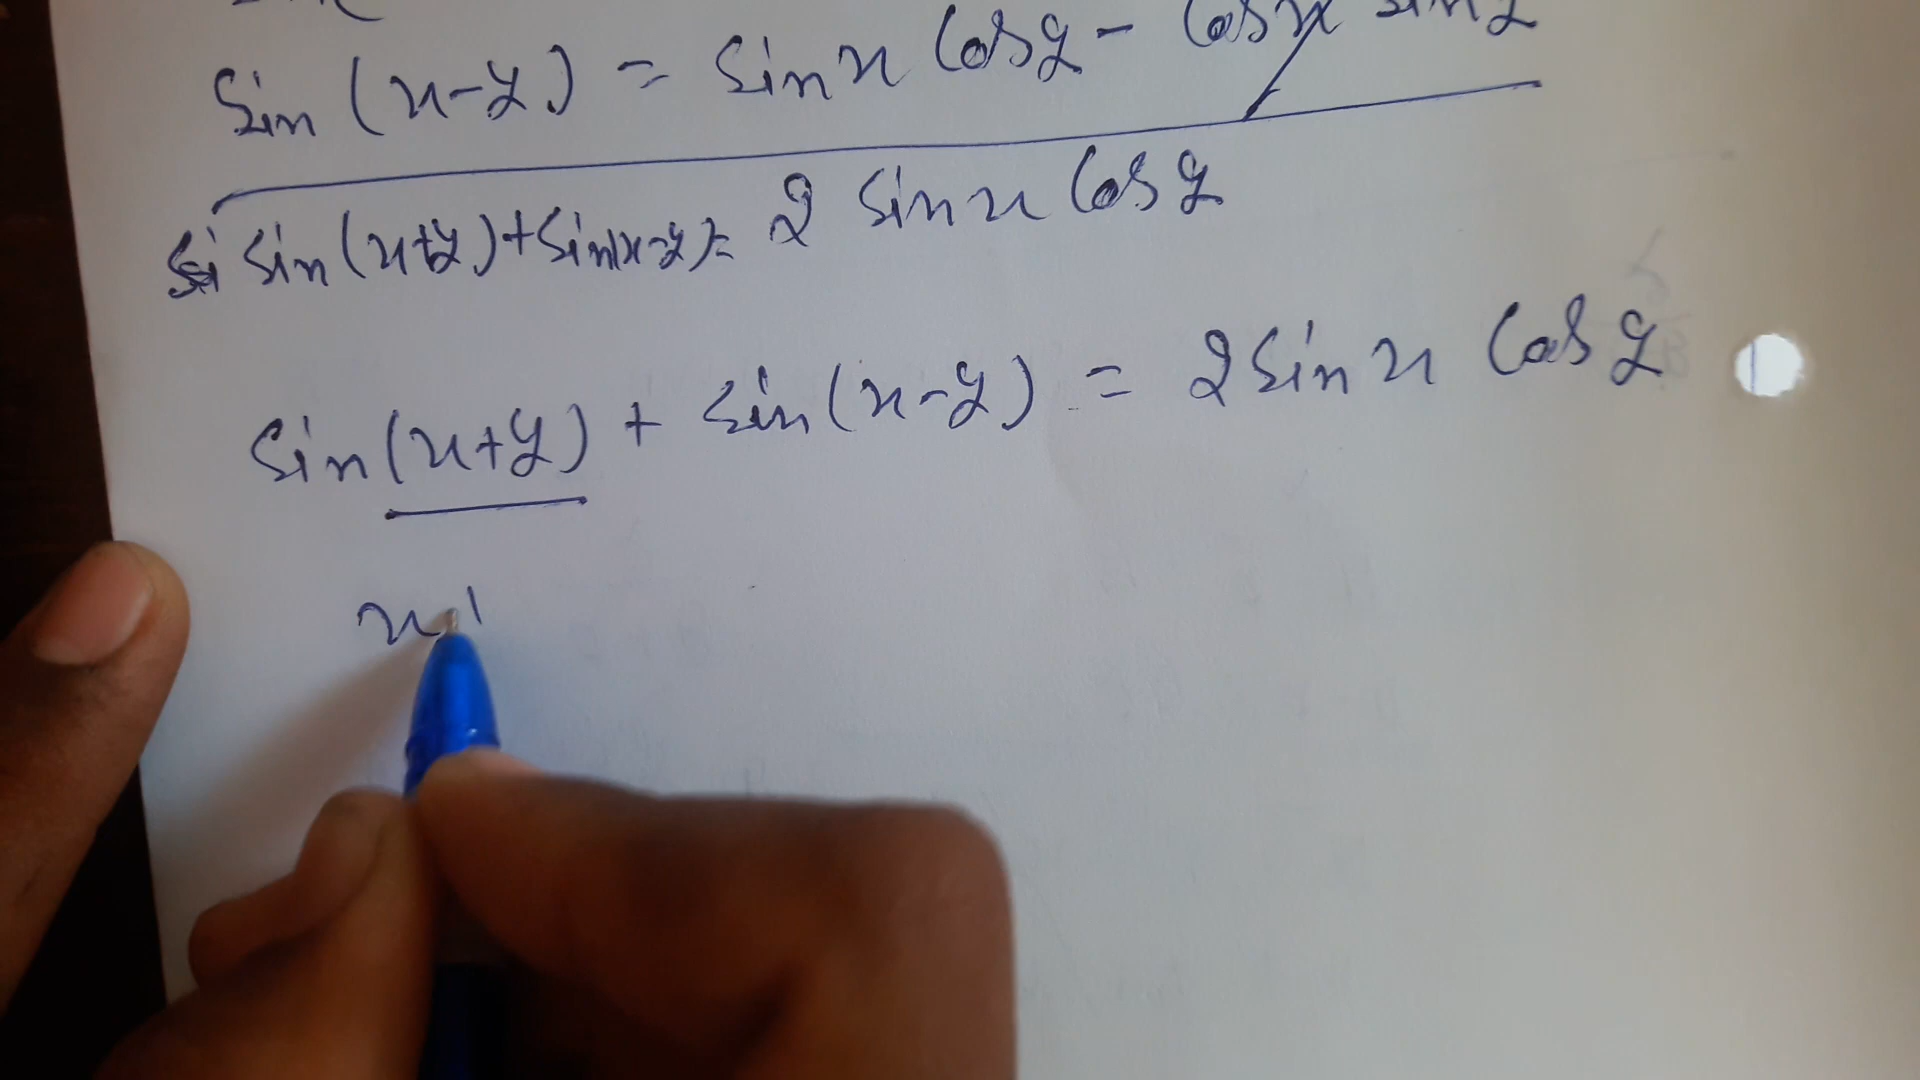 Sin (x-y) = Sin x Cos y - Cos x Sin y
Sin (x+y) + Sin(x-y) = 2 Sin x Cos y
Sin (x+y) + Sin (x-y) = 2 Sin x Cos y
x